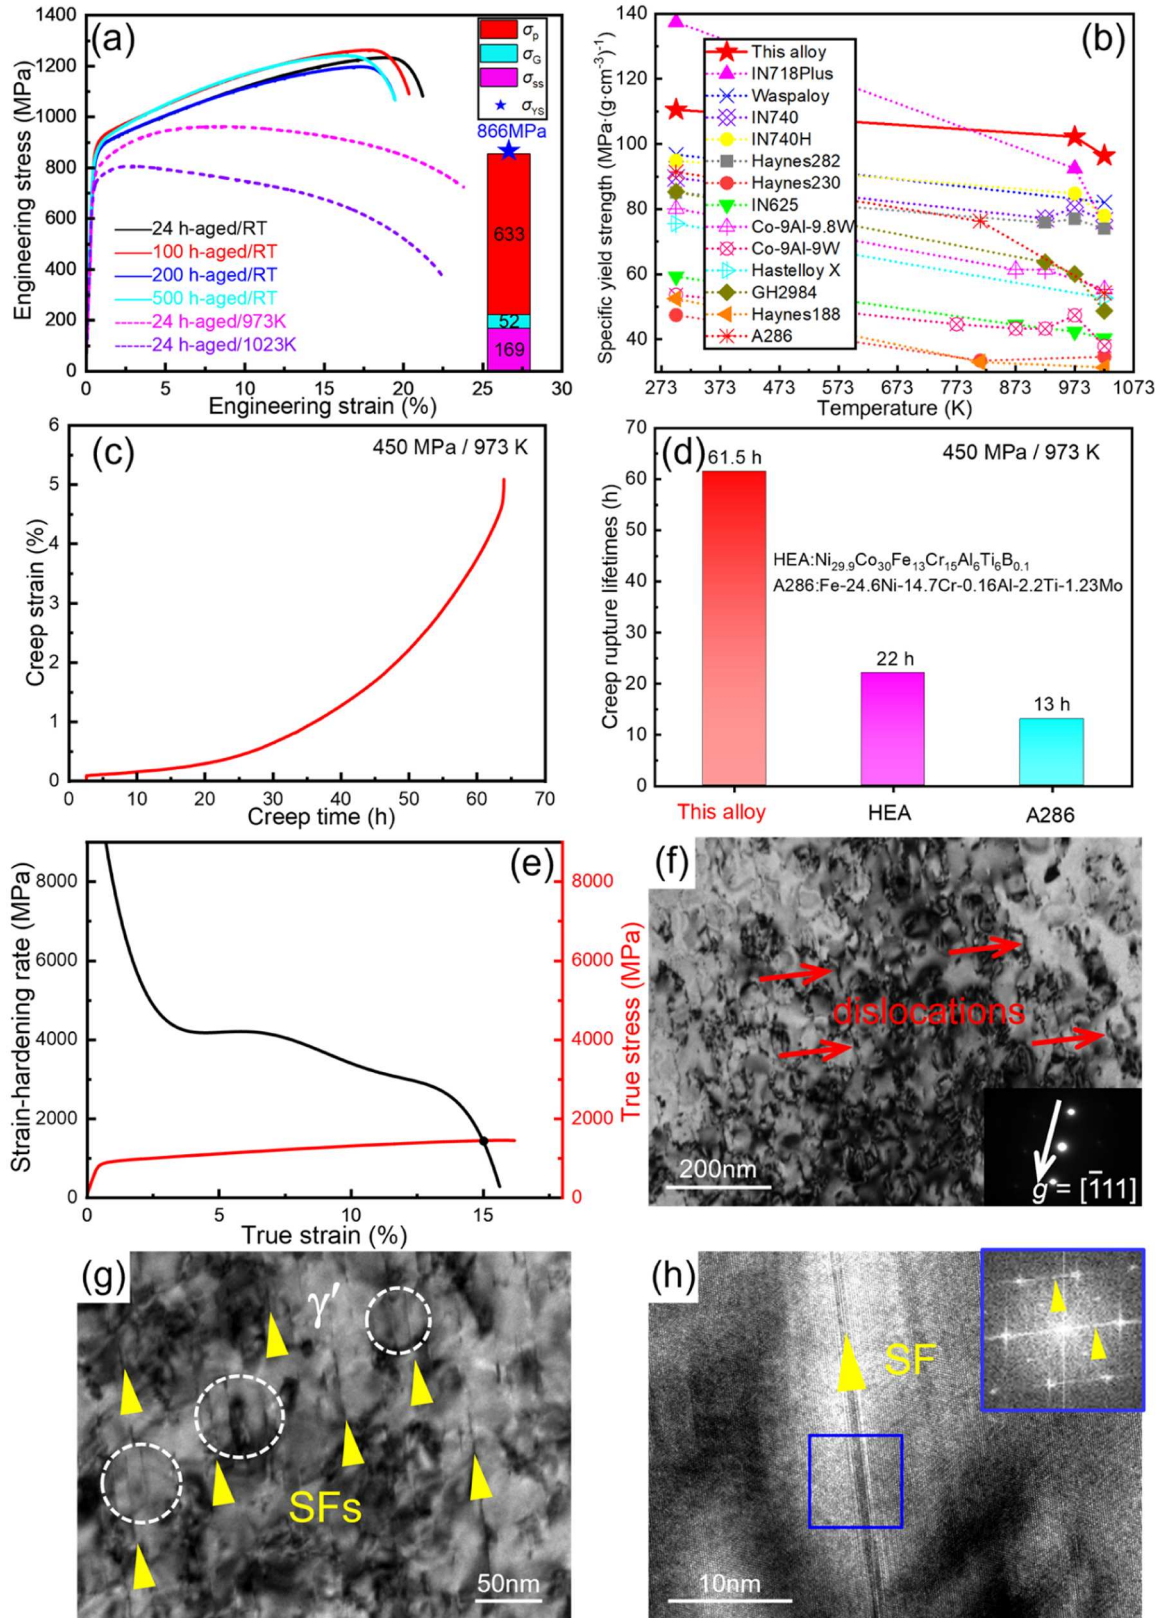 (a)
Engineering stress (MPa)
1400
1200
1000
800
600
400
200
0
σp
σG
σss
σYS
866MPa
633
52
169
24 h-aged/RT
100 h-aged/RT
200 h-aged/RT
500 h-aged/RT
24 h-aged/973K
24 h-aged/1023K
0 5 10 15 20 25 30
Engineering strain (%)
(b)
Specific yield strength (MPa·(g·cm-3)-1)
140
120
100
80
60
40
This alloy
IN718Plus
Waspaloy
IN740
IN740H
Haynes282
Haynes230
IN625
Co-9Al-9.8W
Co-9Al-9W
Hastelloy X
GH2984
Haynes188
A286
273 373 473 573 673 773 873 973 1073
Temperature (K)
(c)
450 MPa / 973 K
Creep strain (%)
6
5
4
3
2
1
0
0 10 20 30 40 50 60 70
Creep time (h)
(d)
450 MPa / 973 K
Creep rupture lifetimes (h)
70
60
50
40
30
20
10
0
61.5 h
HEA:Ni29.9Co30Fe13Cr15Al6Ti6B0.1
A286:Fe-24.6Ni-14.7Cr-0.16Al-2.2Ti-1.23Mo
22 h
13 h
This alloy HEA A286
(e)
Strain-hardening rate (MPa)
8000
6000
4000
2000
0
8000
6000
4000
2000
0
True stress (MPa)
0 5 10 15
True strain (%)
(f)
dislocations
200nm
g = [1̄11]
(g)
γ′
SFs
50nm
(h)
SF
10nm